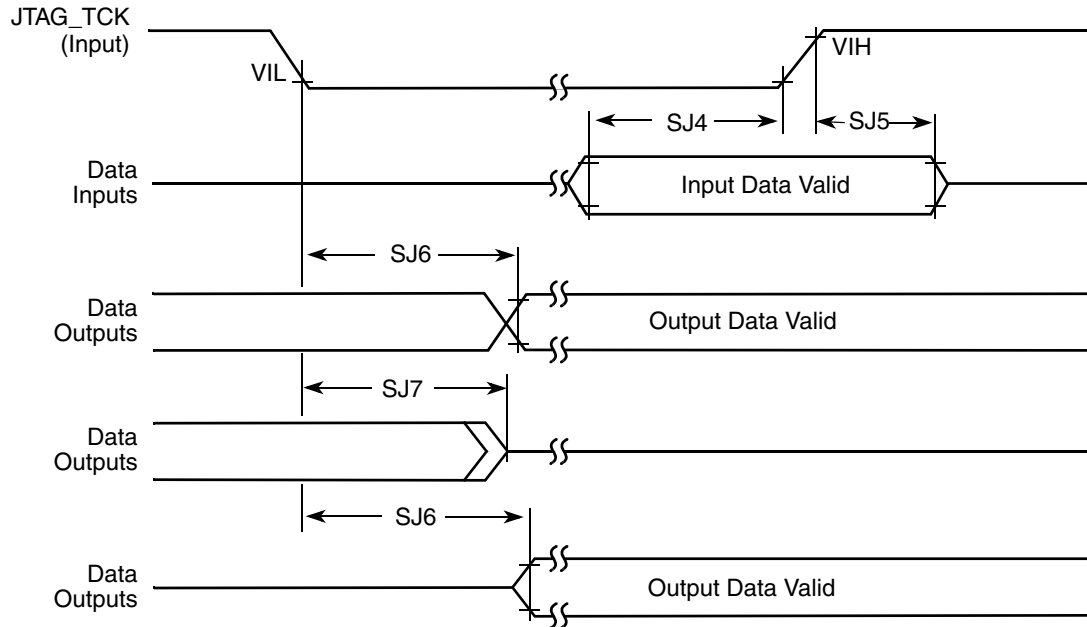 JTAG_TCK
(Input)
VIL
VIH
SJ4
SJ5
Data
Inputs
Input Data Valid
SJ6
Data
Outputs
Output Data Valid
SJ7
Data
Outputs
SJ6
Data
Outputs
Output Data Valid